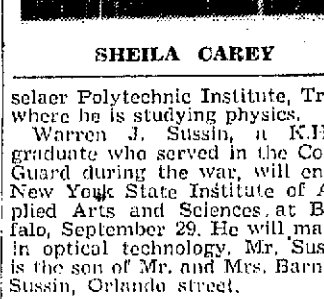 SHEILA CAREY
selaer Polytechnic Institute, Tr
where he is studying physics.
Warren J. Sussin, a K.H
graduate who served in the Co
Guard during the war, will en
New York State Institute of A
plied Arts and Sciences, at B
falo, September 29. He will ma
in optical technology. Mr. Sus
is the son of Mr. and Mrs. Barn
Sussin, Orlando street.